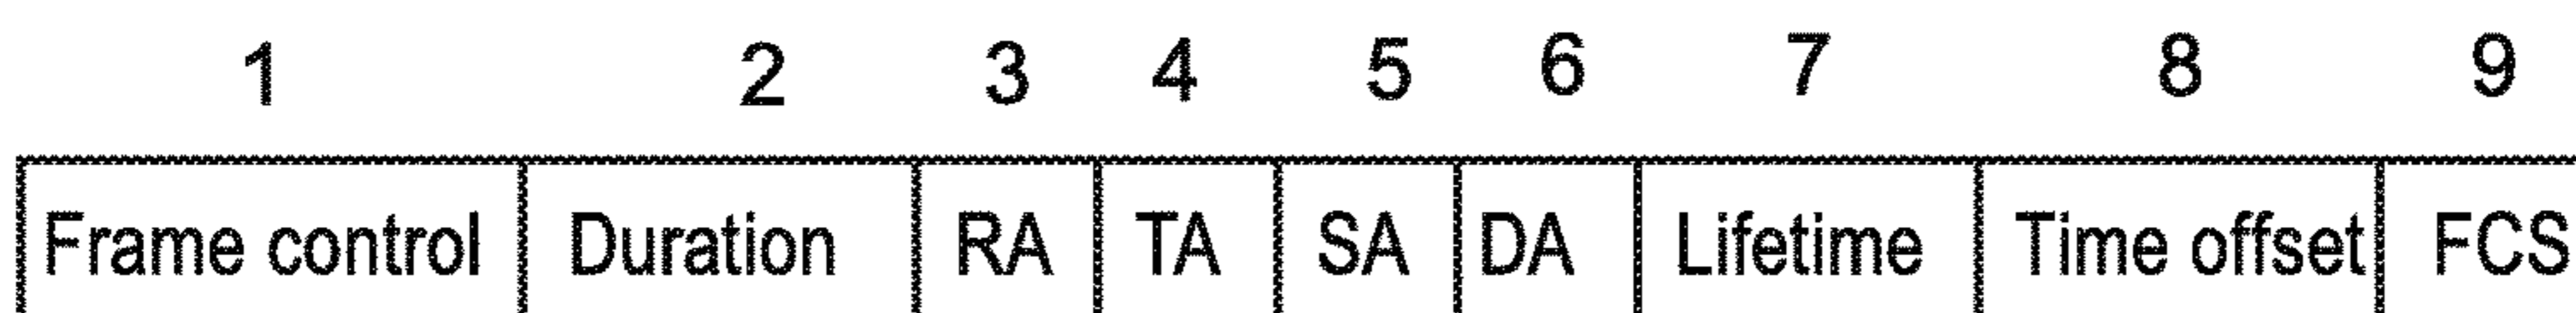 1 2 3 4 5 6 7 8 9
Frame control Duration RA TA SA DA Lifetime Time offset FCS